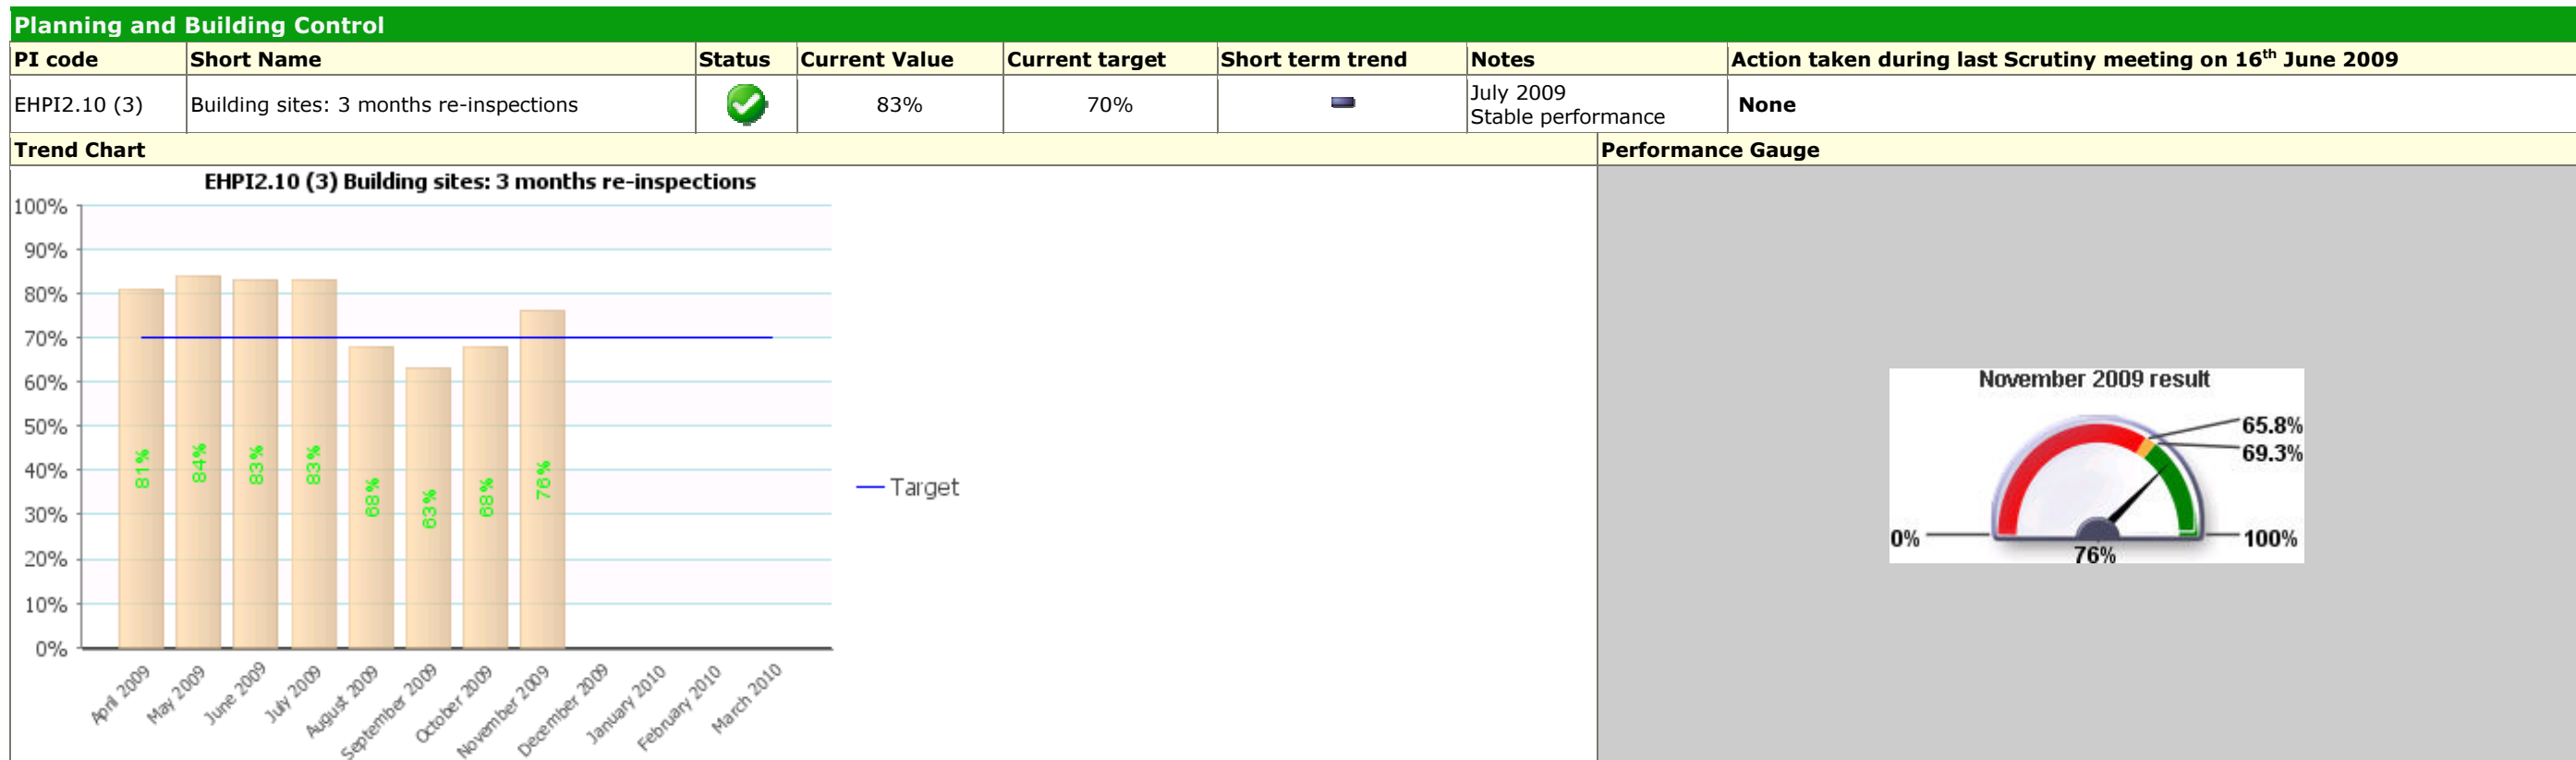 Planning and Building Control
PI code Short Name Status Current Value Current target Short term trend Notes Action taken during last Scrutiny meeting on 16th June 2009
EHPI2.10 (3) Building sites: 3 months re-inspections 83% 70% July 2009
Stable performance
None
Trend Chart Performance Gauge
EHPI2.10 (3) Building sites: 3 months re-inspections
100%
90%
80%
70%
60%
50%
40%
30%
20%
10%
0%
81% 84% 83% 83% 68% 63% 68% 76%
April 2009 May 2009 June 2009 July 2009 August 2009 September 2009 October 2009 November 2009 December 2009 January 2010 February 2010 March 2010
Target
November 2009 result
65.8%
69.3%
0% 100%
76%